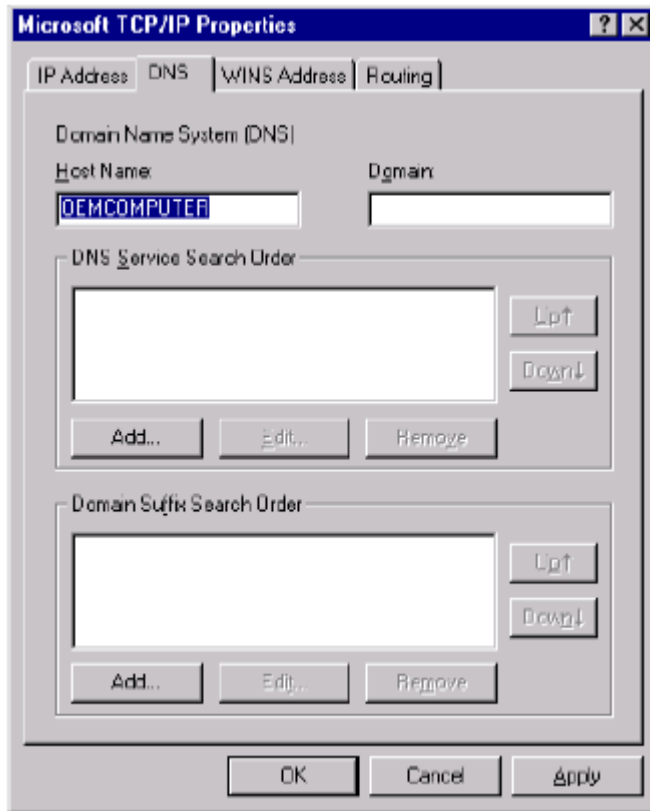 Microsoft TCP/IP Properties
IP Address DNS WINS Address Routing
Domain Name System (DNS)
Host Name: Domain:
OEMCOMPUTER
DNS Service Search Order
Up↑
Down↓
Add... Edit... Remove
Domain Suffix Search Order
Up↑
Down↓
Add... Edit... Remove
OK Cancel Apply